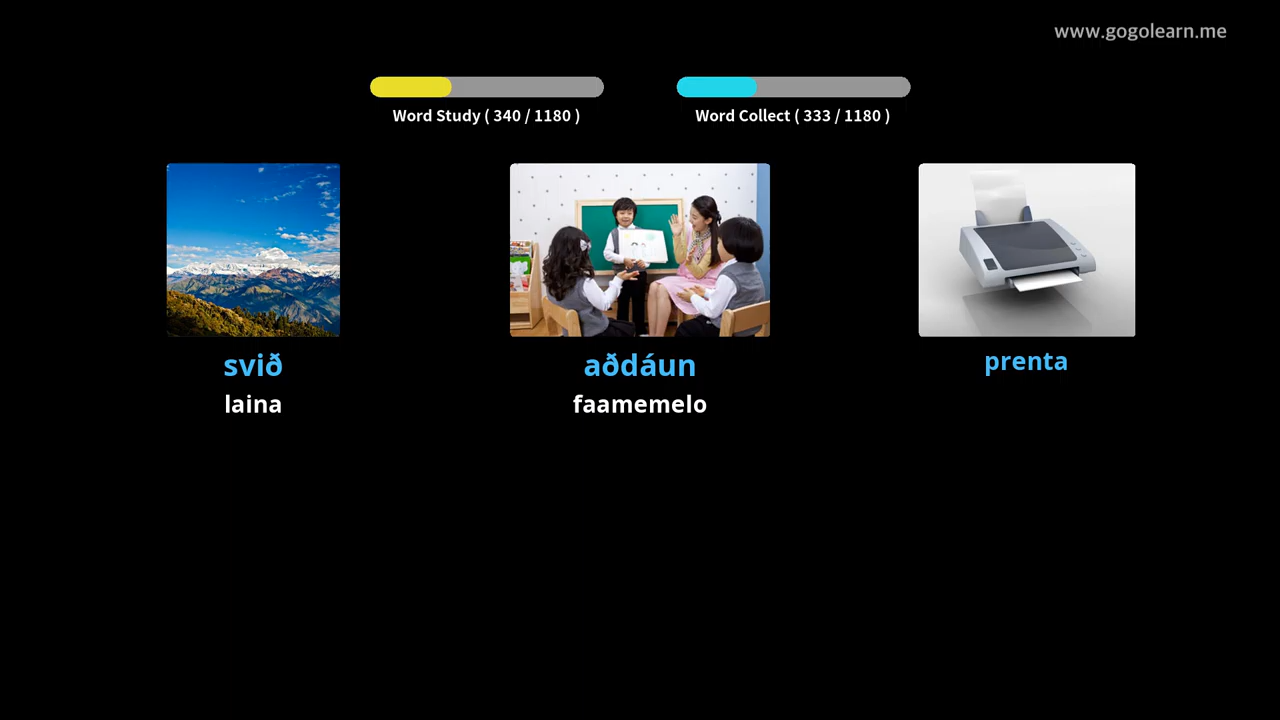 www.gogolearn.me
Word Study ( 340 / 1180 )
Word Collect ( 333 / 1180 )
svið
aðdáun
prenta
laina
faamemelo